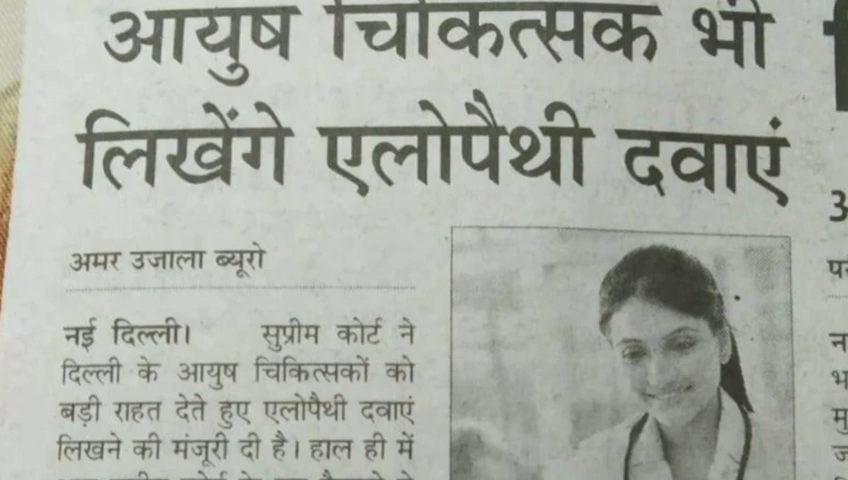 आयुष चिकित्सक भी
लिखेंगे एलोपैथी दवाएं
अमर उजाला ब्यूरो
नई दिल्ली। सुप्रीम कोर्ट ने
दिल्ली के आयुष चिकित्सकों को
बड़ी राहत देते हुए एलोपैथी दवाएं
लिखने की मंजूरी दी है। हाल ही में